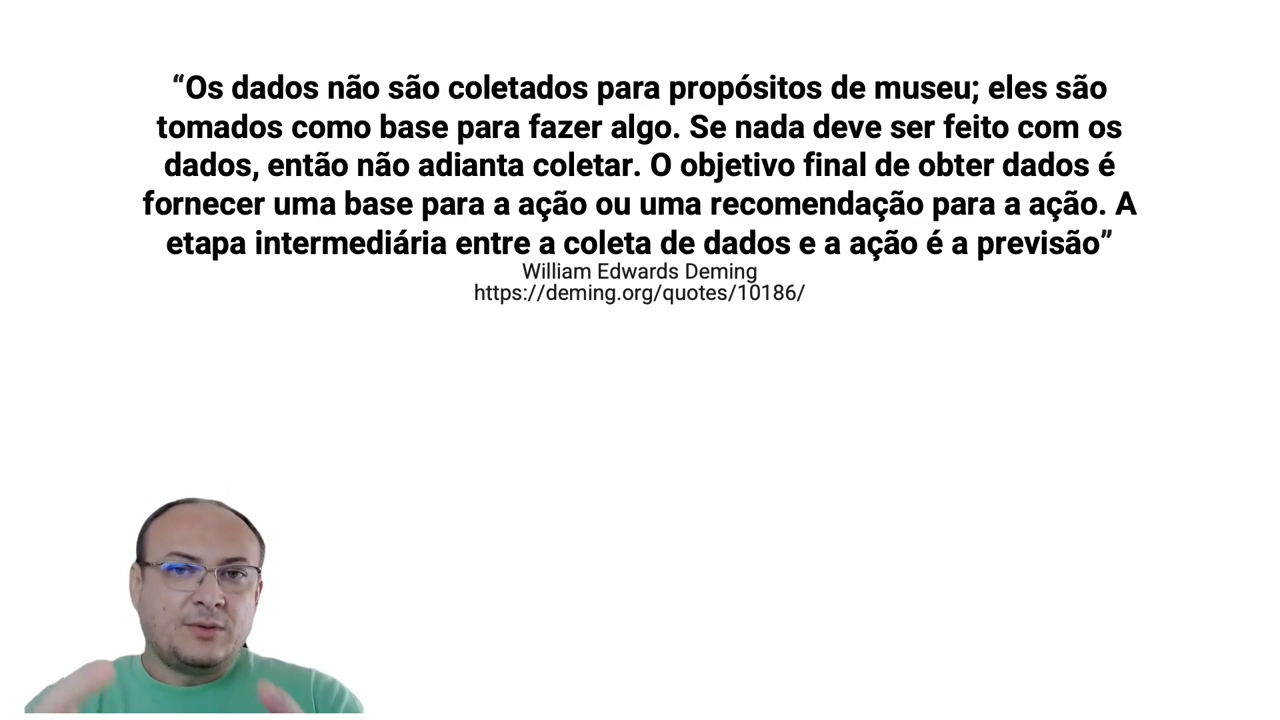 “Os dados não são coletados para propósitos de museu; eles são
tomados como base para fazer algo. Se nada deve ser feito com os
dados, então não adianta coletar. O objetivo final de obter dados é
fornecer uma base para a ação ou uma recomendação para a ação. A
etapa intermediária entre a coleta de dados e a ação é a previsão”
William Edwards Deming
https://deming.org/quotes/10186/